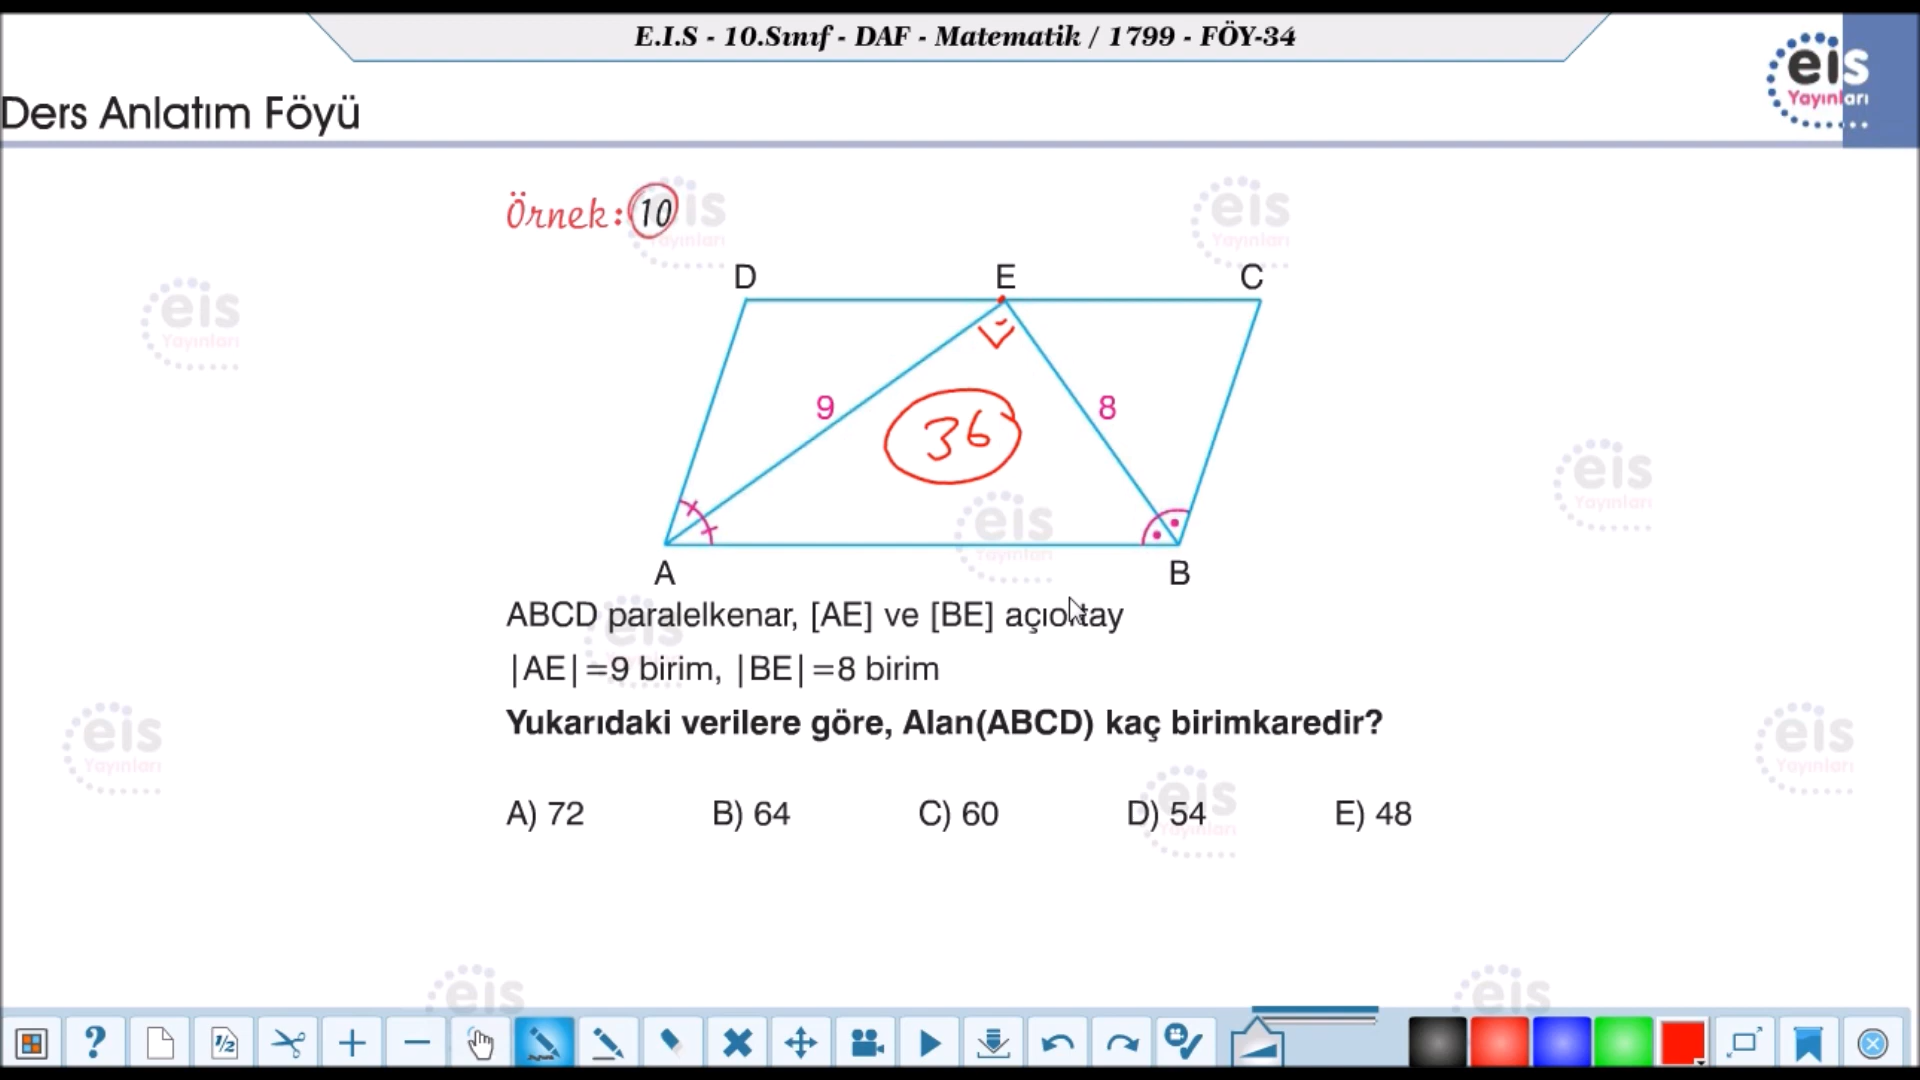 E.I.S - 10.Sınıf - DAF - Matematik / 1799 - FÖY-34
eis
Yayınları
Ders Anlatım Föyü
Örnek: 10
D E C
9 8
36
A B
ABCD paralelkenar, [AE] ve [BE] açıortay
|AE|=9 birim, |BE|=8 birim
Yukarıdaki verilere göre, Alan(ABCD) kaç birimkaredir?
A) 72 B) 64 C) 60 D) 54 E) 48